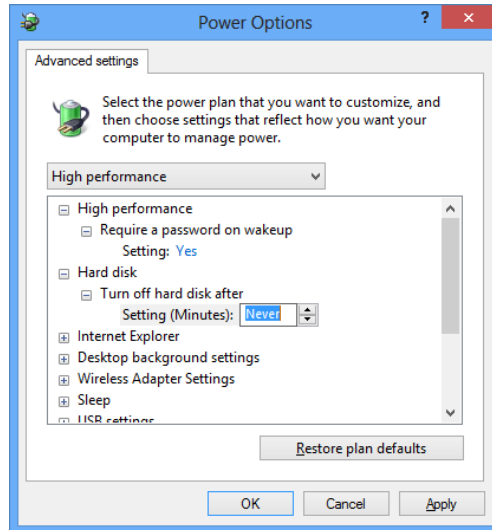 Power Options
?
Advanced settings
Select the power plan that you want to customize, and
then choose settings that reflect how you want your
computer to manage power.
High performance
High performance
Require a password on wakeup
Setting: Yes
Hard disk
Turn off hard disk after
Setting (Minutes): Never
Internet Explorer
Desktop background settings
Wireless Adapter Settings
Sleep
USB settings
Restore plan defaults
OK Cancel Apply